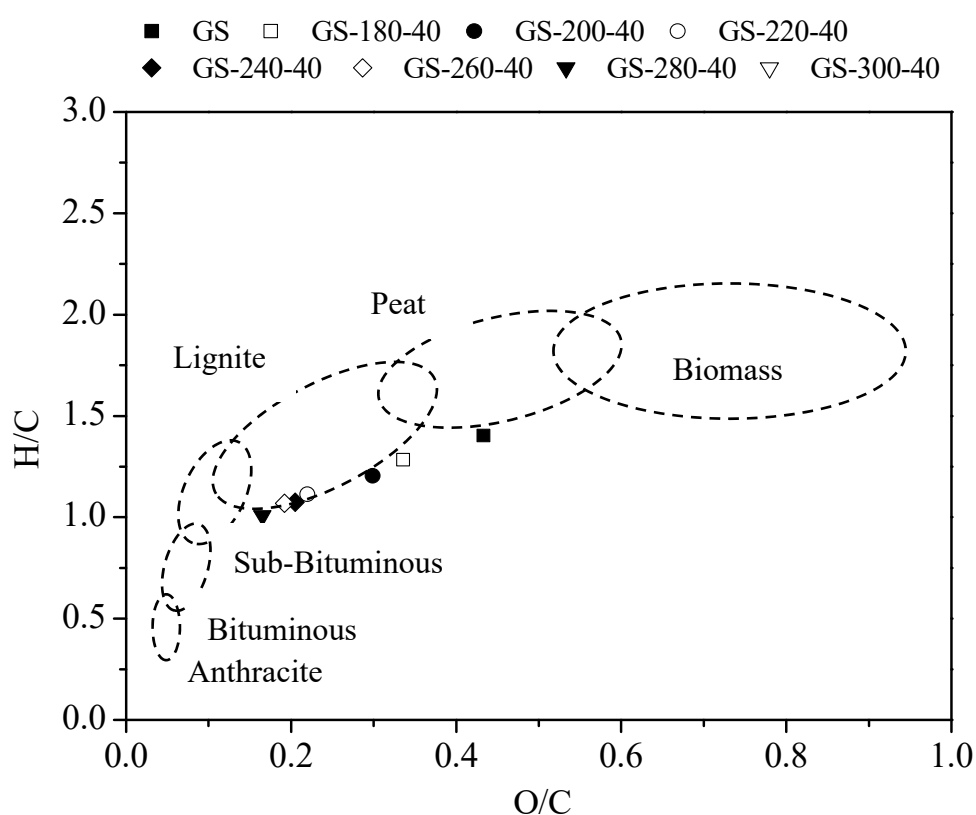 GS GS-180-40 GS-200-40 GS-220-40
GS-240-40 GS-260-40 GS-280-40 GS-300-40
3.0
2.5
2.0
1.5
1.0
0.5
0.0
H/C
Peat
Lignite
Biomass
Sub-Bituminous
Bituminous
Anthracite
0.0 0.2 0.4 0.6 0.8 1.0
O/C